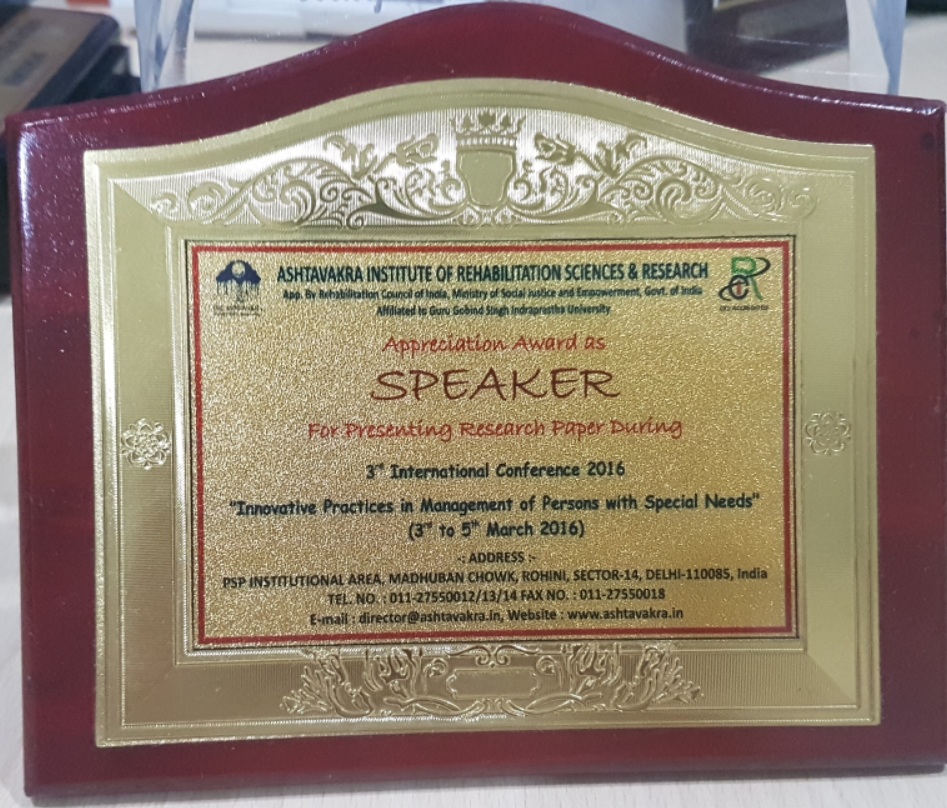 ASHTAVAKRA INSTITUTE OF REHABILITATION SCIENCES & RESEARCH
App. By Rehabilitation Council of India, Ministry of Social Justice and Empowerment, Govt. of India
Affiliated to Guru Gobind Singh Indraprastha University
Appreciation Award as
SPEAKER
For Presenting Research Paper During
3rd International Conference 2016
"Innovative Practices in Management of Persons with Special Needs"
(3rd to 5th March 2016)
-: ADDRESS :-
PSP INSTITUTIONAL AREA, MADHUBAN CHOWK, ROHINI, SECTOR-14, DELHI-110085, India
TEL. NO. : 011-27550012/13/14 FAX NO. : 011-27550018
E-mail : director@ashtavakra.in, Website : www.ashtavakra.in